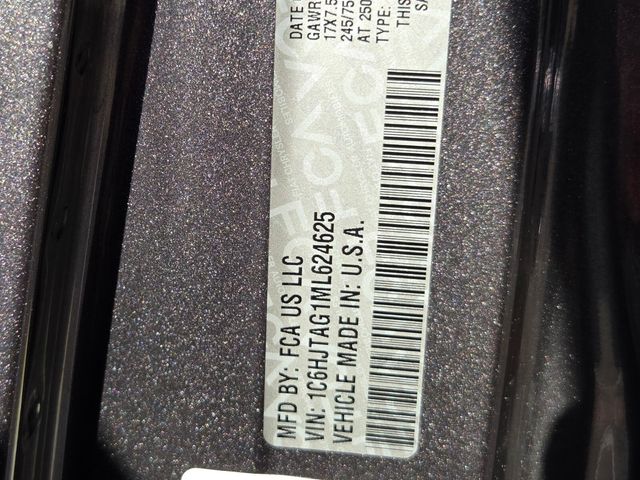 MFD BY: FCA US LLC
VIN: 1C6HJTAG1ML624625
VEHICLE MADE IN: U.S.A.
DATE
GAWR
17X7.5
245/75
AT 250
TYPE:
THIS